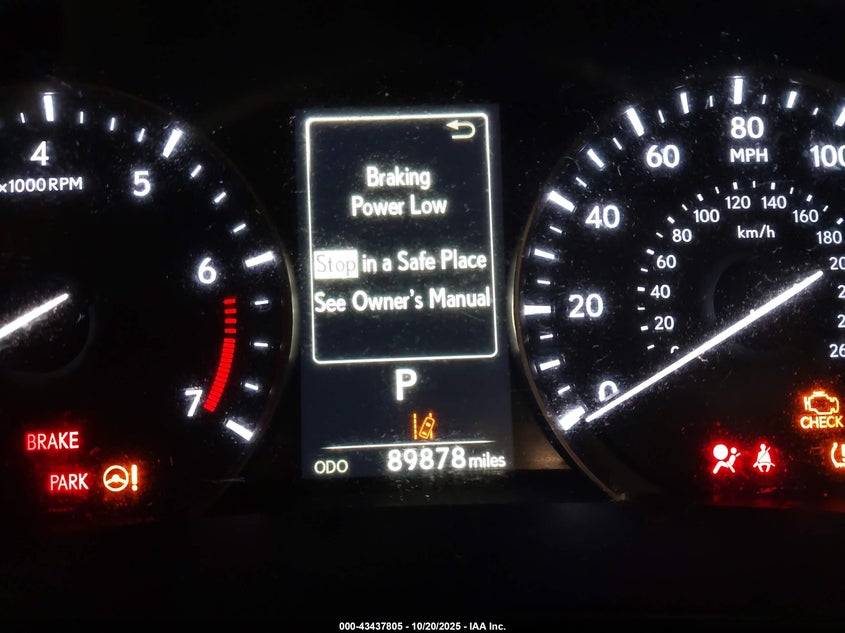 4
x1000 RPM
5
6
7
BRAKE
PARK
!
Braking
Power Low
Stop in a Safe Place
See Owner's Manual
P
ODO 89878 miles
0
20
40
60
80
100
MPH
km/h
20
40
60
80
100
120
140
160
180
CHECK
000-43437805 - 10/20/2025 - IAA Inc.